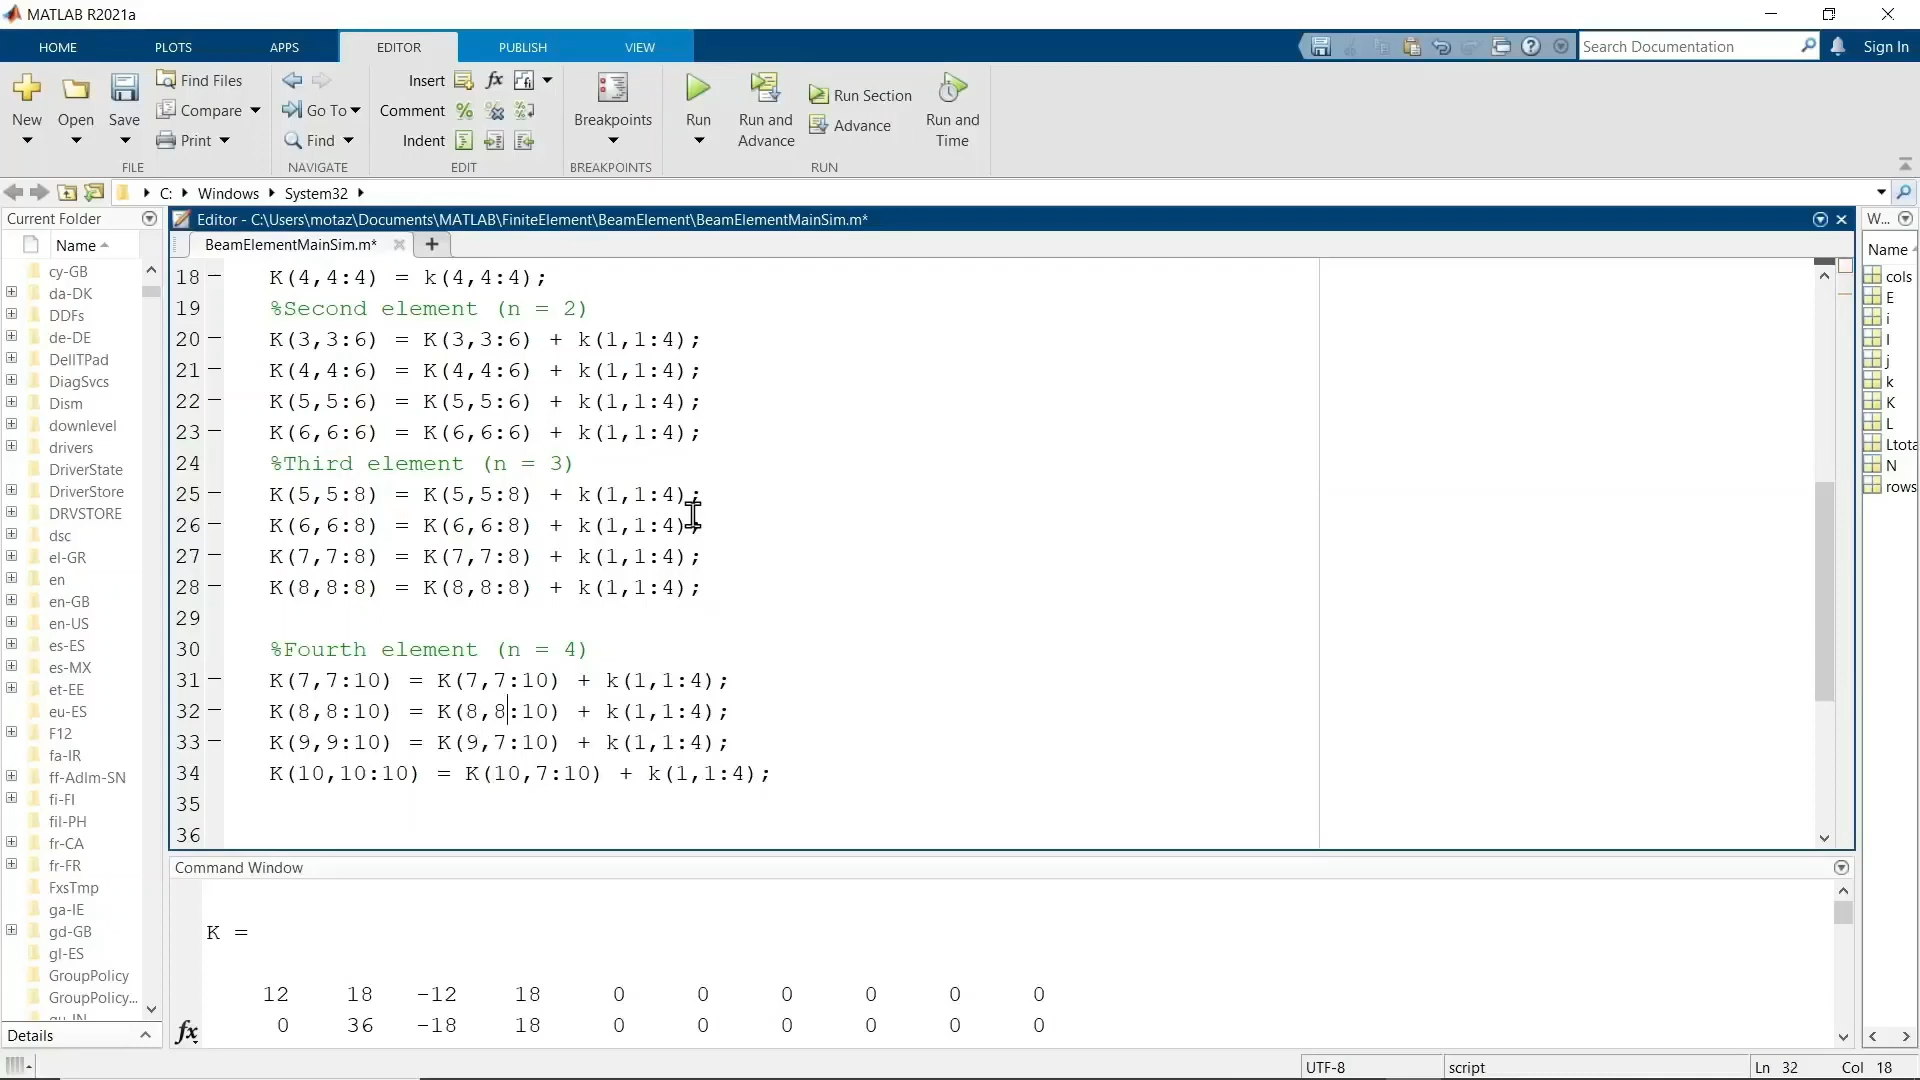 MATLAB R2021a
HOME PLOTS APPS EDITOR PUBLISH VIEW Search Documentation Sign In
New Open Save Find Files Compare Print Go To Find Insert fx Comment Indent Breakpoints Run Run and Advance Run Section Advance Run and Time
FILE NAVIGATE EDIT BREAKPOINTS RUN
C: Windows System32
Current Folder
Name
cy-GB
da-DK
DDFs
de-DE
DellTPad
DiagSvcs
Dism
downlevel
drivers
DriverState
DriverStore
DRVSTORE
dsc
el-GR
en
en-GB
en-US
es-ES
es-MX
et-EE
eu-ES
F12
fa-IR
ff-Adlm-SN
fi-FI
fil-PH
fr-CA
fr-FR
FxsTmp
ga-IE
gd-GB
gl-ES
GroupPolicy
GroupPolicy...
gu-IN
Details
Editor - C:\Users\motaz\Documents\MATLAB\FiniteElement\BeamElement\BeamElementMainSim.m*
BeamElementMainSim.m*
18 K(4,4:4) = k(4,4:4);
19 %Second element (n = 2)
20 K(3,3:6) = K(3,3:6) + k(1,1:4);
21 K(4,4:6) = K(4,4:6) + k(1,1:4);
22 K(5,5:6) = K(5,5:6) + k(1,1:4);
23 K(6,6:6) = K(6,6:6) + k(1,1:4);
24 %Third element (n = 3)
25 K(5,5:8) = K(5,5:8) + k(1,1:4);
26 K(6,6:8) = K(6,6:8) + k(1,1:4);
27 K(7,7:8) = K(7,7:8) + k(1,1:4);
28 K(8,8:8) = K(8,8:8) + k(1,1:4);
29
30 %Fourth element (n = 4)
31 K(7,7:10) = K(7,7:10) + k(1,1:4);
32 K(8,8:10) = K(8,8:10) + k(1,1:4);
33 K(9,9:10) = K(9,7:10) + k(1,1:4);
34 K(10,10:10) = K(10,7:10) + k(1,1:4);
35
36
Command Window
K =
12 18 -12 18 0 0 0 0 0 0
0 36 -18 18 0 0 0 0 0 0
fx
W...
Name
cols
E
i
I
j
k
K
L
Ltota
N
rows
UTF-8 script Ln 32 Col 18